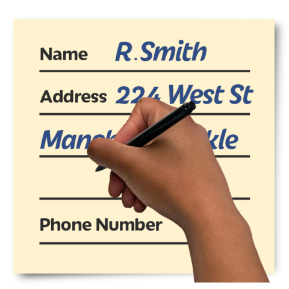 Name R.Smith
Address 224 West St
Phone Number